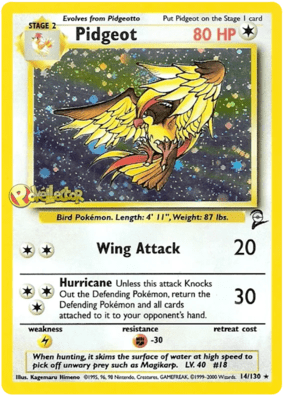 Evolves from Pidgeotto Put Pidgeot on the Stage 1 card
STAGE 2
Pidgeot 80 HP
Pokéllector
Bird Pokémon. Length: 4' 11", Weight: 87 lbs.
2
Wing Attack 20
Hurricane Unless this attack Knocks
Out the Defending Pokémon, return the
Defending Pokémon and all cards
attached to it to your opponent's hand.
30
weakness resistance retreat cost
-30
When hunting, it skims the surface of water at high speed to
pick off unwary prey such as Magikarp. LV. 40 #18
Illus. Kagemaru Himeno ©1995, 96, 98 Nintendo, Creatures, GAMEFREAK. ©1999-2000 Wizards. 14/130 ★